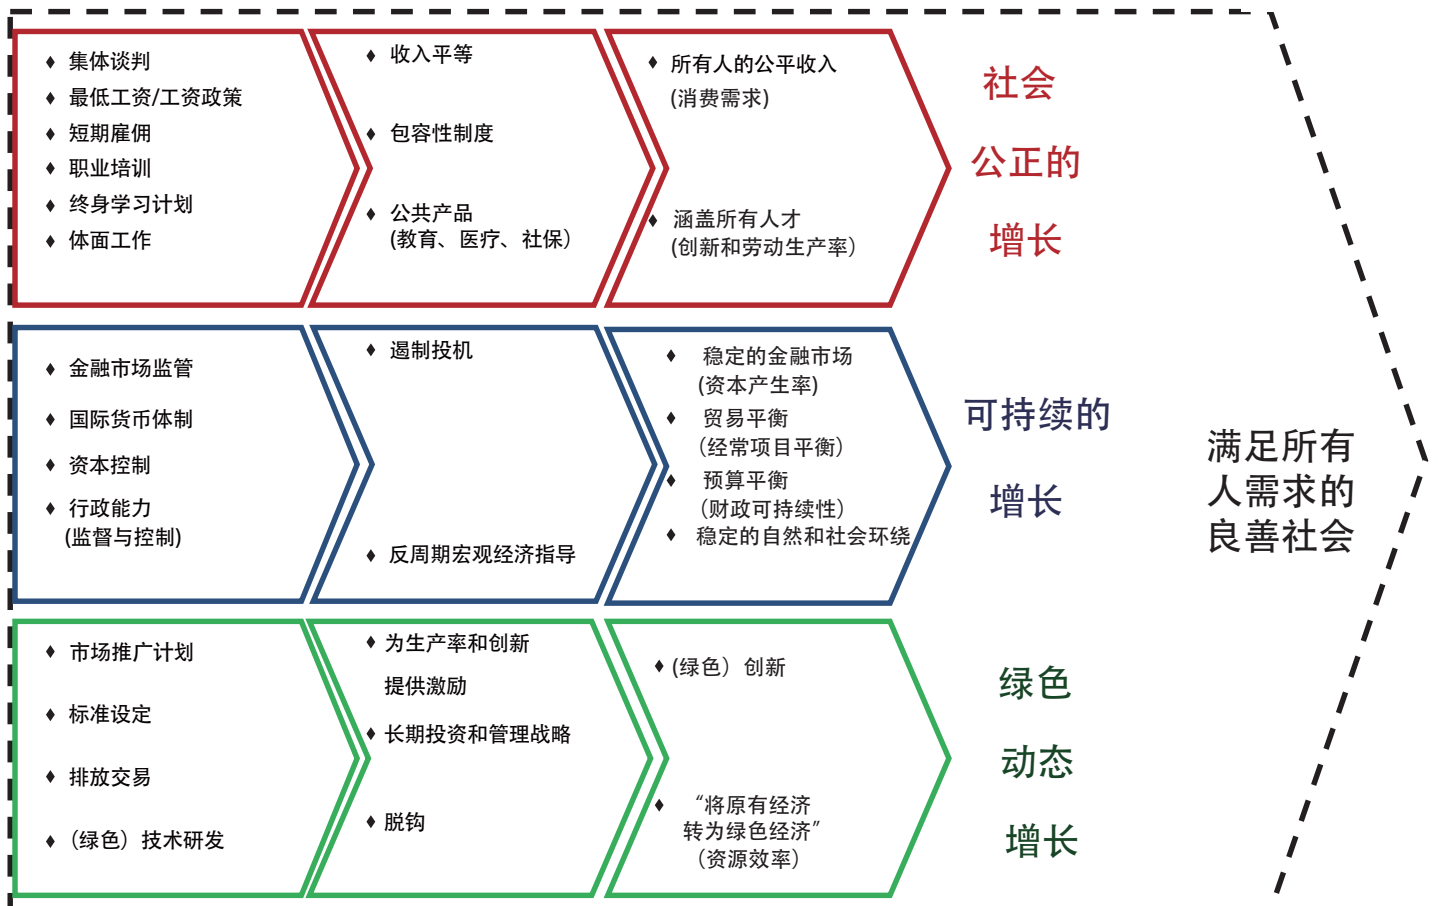 集体谈判
最低工资/工资政策
短期雇佣
职业培训
终身学习计划
体面工作
收入平等
包容性制度
公共产品
(教育、医疗、社保）
所有人的公平收入
(消费需求)
涵盖所有人才
(创新和劳动生产率）
社会
公正的
增长
金融市场监管
国际货币体制
资本控制
行政能力
(监督与控制)
遏制投机
反周期宏观经济指导
稳定的金融市场
(资本产生率)
贸易平衡
（经常项目平衡）
预算平衡
（财政可持续性）
稳定的自然和社会环绕
可持续的
增长
市场推广计划
标准设定
排放交易
（绿色）技术研发
为生产率和创新
提供激励
长期投资和管理战略
脱钩
(绿色）创新
“将原有经济
转为绿色经济”
（资源效率）
绿色
动态
增长
满足所有
人需求的
良善社会